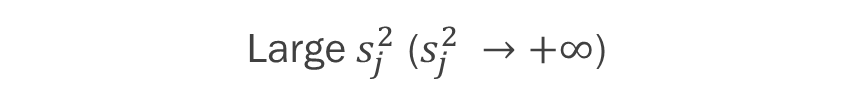 Large $s_j^2$ ($s_j^2$ → +∞)